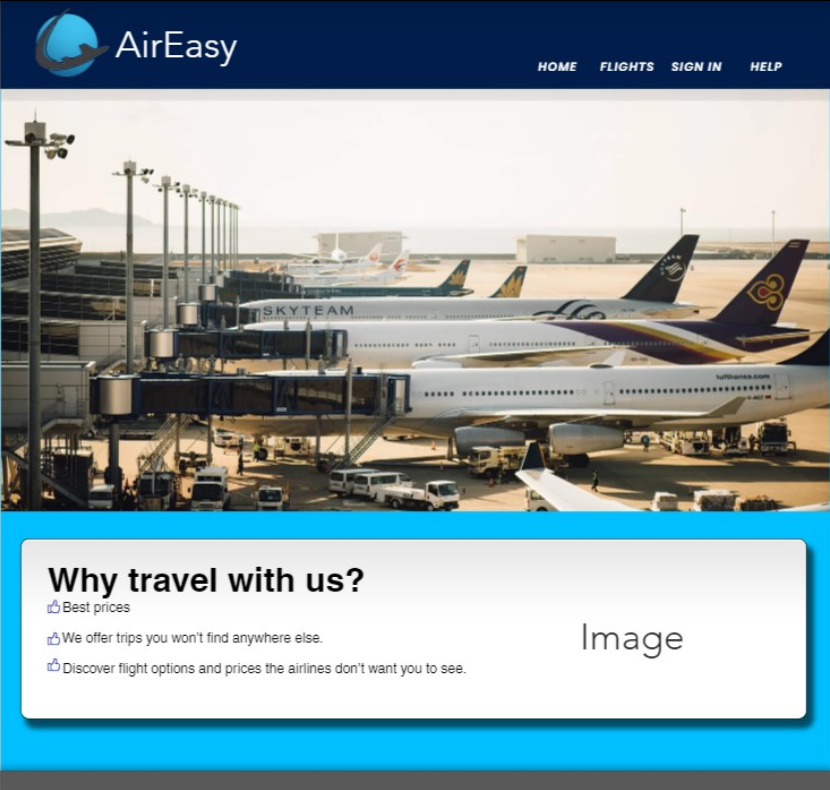 AirEasy
HOME FLIGHTS SIGN IN HELP
SKYTEAM
SKYTEAM
lufthansa.com
Why travel with us?
Best prices
We offer trips you won't find anywhere else.
Image
Discover flight options and prices the airlines don't want you to see.